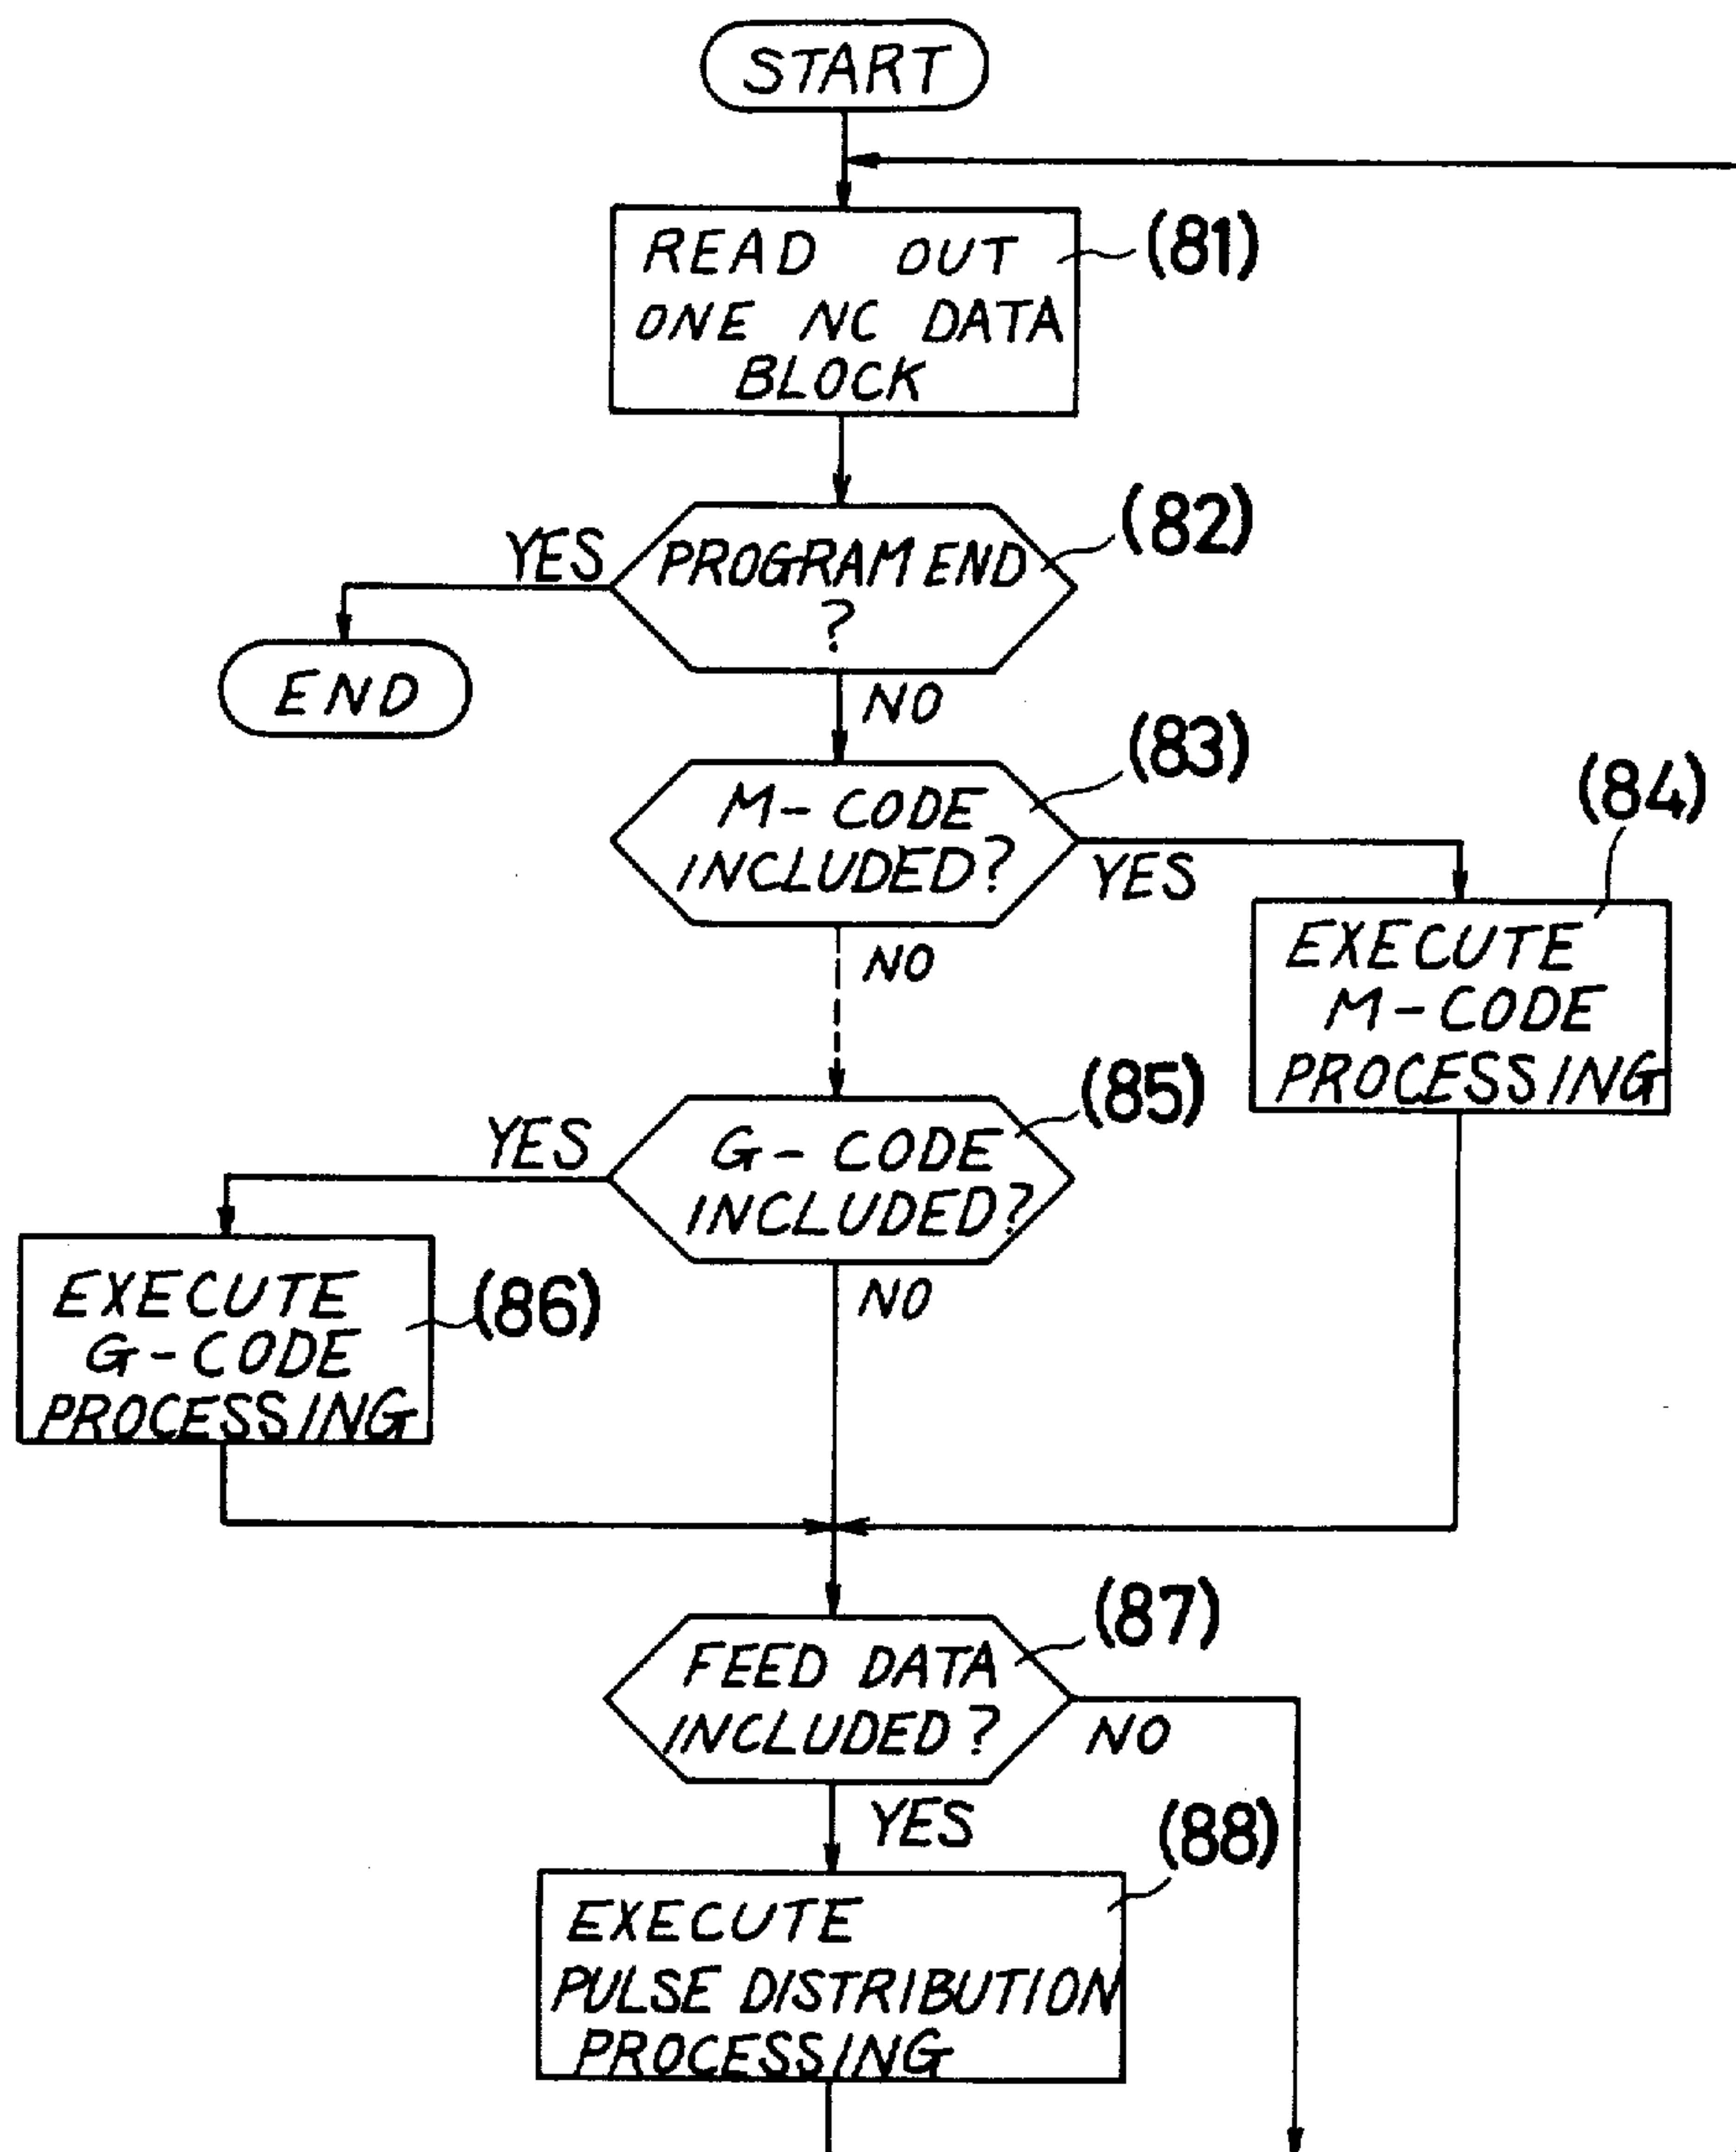 START
READ OUT
ONE NC DATA
BLOCK
(81)
PROGRAM END
?
(82)
YES
END
NO
M-CODE
INCLUDED?
(83)
YES
(84)
EXECUTE
M-CODE
PROCESSING
NO
G-CODE
INCLUDED?
(85)
YES
EXECUTE
G-CODE
PROCESSING
(86)
NO
FEED DATA
INCLUDED?
(87)
NO
YES
(88)
EXECUTE
PULSE DISTRIBUTION
PROCESSING